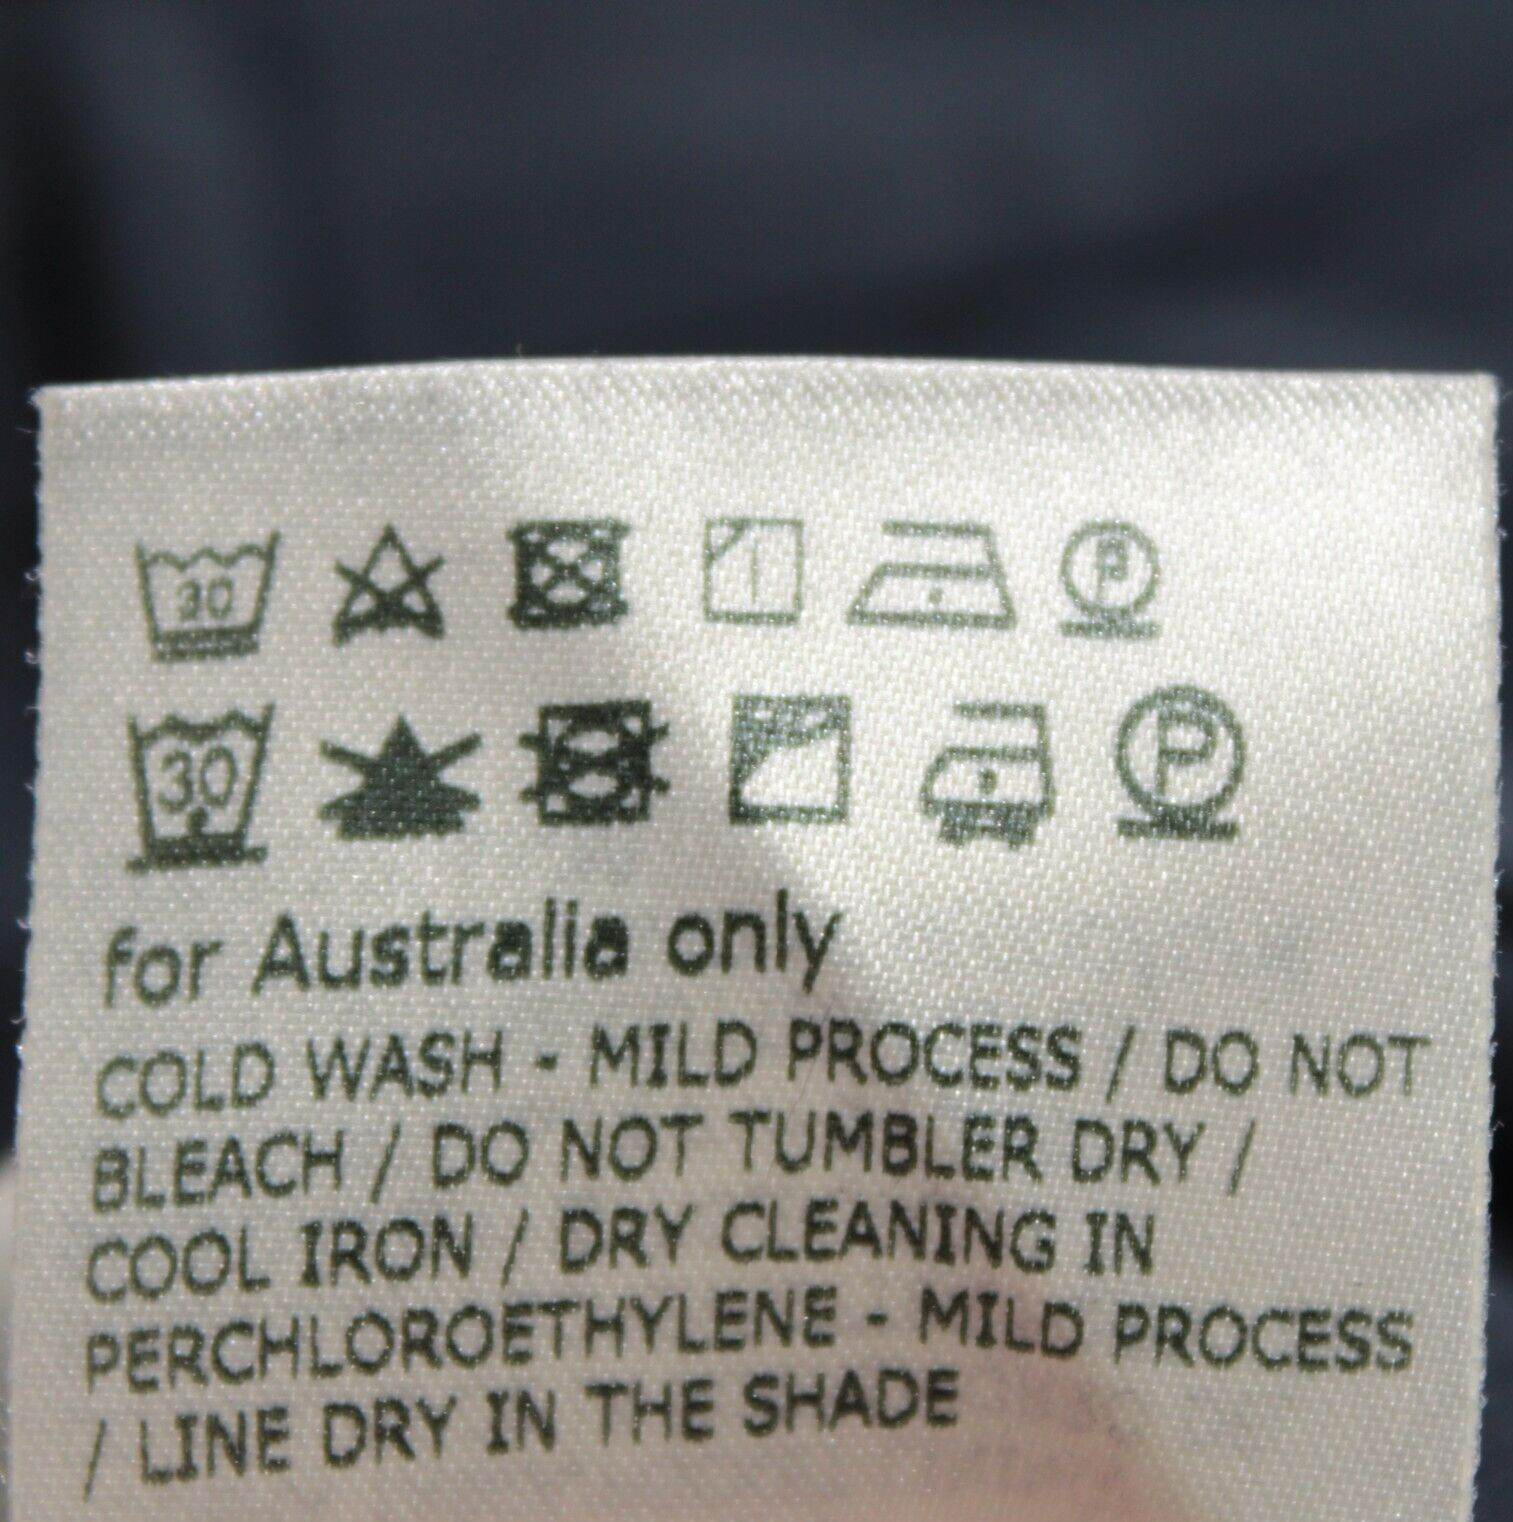 30 P
30 P
for Australia only
COLD WASH - MILD PROCESS / DO NOT
BLEACH / DO NOT TUMBLER DRY /
COOL IRON / DRY CLEANING IN
PERCHLOROETHYLENE - MILD PROCESS
/ LINE DRY IN THE SHADE